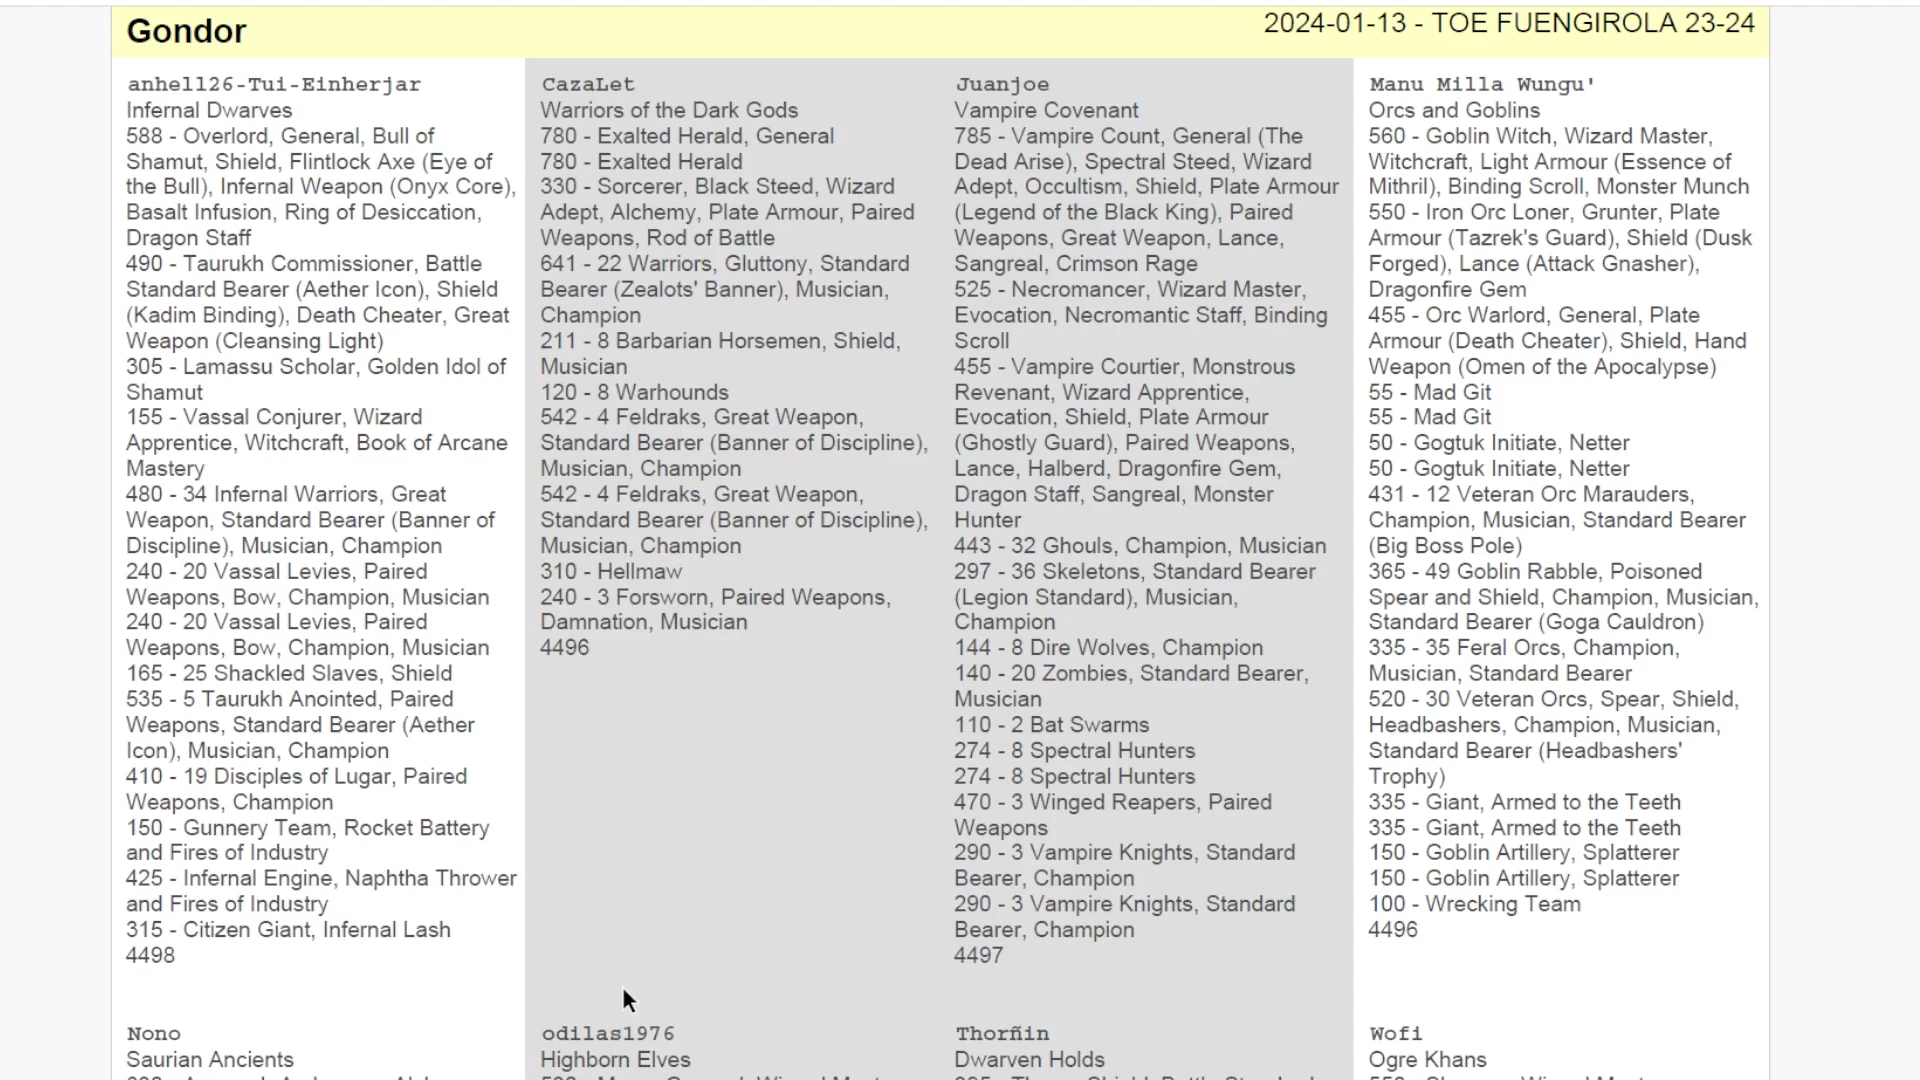 Gondor
2024-01-13 - TOE FUENGIROLA 23-24
anhell26-Tui-Einherjar
Infernal Dwarves
588 - Overlord, General, Bull of
Shamut, Shield, Flintlock Axe (Eye of
the Bull), Infernal Weapon (Onyx Core),
Basalt Infusion, Ring of Desiccation,
Dragon Staff
490 - Taurukh Commissioner, Battle
Standard Bearer (Aether Icon), Shield
(Kadim Binding), Death Cheater, Great
Weapon (Cleansing Light)
305 - Lamassu Scholar, Golden Idol of
Shamut
155 - Vassal Conjurer, Wizard
Apprentice, Witchcraft, Book of Arcane
Mastery
480 - 34 Infernal Warriors, Great
Weapon, Standard Bearer (Banner of
Discipline), Musician, Champion
240 - 20 Vassal Levies, Paired
Weapons, Bow, Champion, Musician
240 - 20 Vassal Levies, Paired
Weapons, Bow, Champion, Musician
165 - 25 Shackled Slaves, Shield
535 - 5 Taurukh Anointed, Paired
Weapons, Standard Bearer (Aether
Icon), Musician, Champion
410 - 19 Disciples of Lugar, Paired
Weapons, Champion
150 - Gunnery Team, Rocket Battery
and Fires of Industry
425 - Infernal Engine, Naphtha Thrower
and Fires of Industry
315 - Citizen Giant, Infernal Lash
4498
CazaLet
Warriors of the Dark Gods
780 - Exalted Herald, General
780 - Exalted Herald
330 - Sorcerer, Black Steed, Wizard
Adept, Alchemy, Plate Armour, Paired
Weapons, Rod of Battle
641 - 22 Warriors, Gluttony, Standard
Bearer (Zealots' Banner), Musician,
Champion
211 - 8 Barbarian Horsemen, Shield,
Musician
120 - 8 Warhounds
542 - 4 Feldraks, Great Weapon,
Standard Bearer (Banner of Discipline),
Musician, Champion
542 - 4 Feldraks, Great Weapon,
Standard Bearer (Banner of Discipline),
Musician, Champion
310 - Hellmaw
240 - 3 Forsworn, Paired Weapons,
Damnation, Musician
4496
Juanjoe
Vampire Covenant
785 - Vampire Count, General (The
Dead Arise), Spectral Steed, Wizard
Adept, Occultism, Shield, Plate Armour
(Legend of the Black King), Paired
Weapons, Great Weapon, Lance,
Sangreal, Crimson Rage
525 - Necromancer, Wizard Master,
Evocation, Necromantic Staff, Binding
Scroll
455 - Vampire Courtier, Monstrous
Revenant, Wizard Apprentice,
Evocation, Shield, Plate Armour
(Ghostly Guard), Paired Weapons,
Lance, Halberd, Dragonfire Gem,
Dragon Staff, Sangreal, Monster
Hunter
443 - 32 Ghouls, Champion, Musician
297 - 36 Skeletons, Standard Bearer
(Legion Standard), Musician,
Champion
144 - 8 Dire Wolves, Champion
140 - 20 Zombies, Standard Bearer,
Musician
110 - 2 Bat Swarms
274 - 8 Spectral Hunters
274 - 8 Spectral Hunters
470 - 3 Winged Reapers, Paired
Weapons
290 - 3 Vampire Knights, Standard
Bearer, Champion
290 - 3 Vampire Knights, Standard
Bearer, Champion
4497
Manu Milla Wungu'
Orcs and Goblins
560 - Goblin Witch, Wizard Master,
Witchcraft, Light Armour (Essence of
Mithril), Binding Scroll, Monster Munch
550 - Iron Orc Loner, Grunter, Plate
Armour (Tazrek's Guard), Shield (Dusk
Forged), Lance (Attack Gnasher),
Dragonfire Gem
455 - Orc Warlord, General, Plate
Armour (Death Cheater), Shield, Hand
Weapon (Omen of the Apocalypse)
55 - Mad Git
55 - Mad Git
50 - Gogtuk Initiate, Netter
50 - Gogtuk Initiate, Netter
431 - 12 Veteran Orc Marauders,
Champion, Musician, Standard Bearer
(Big Boss Pole)
365 - 49 Goblin Rabble, Poisoned
Spear and Shield, Champion, Musician,
Standard Bearer (Goga Cauldron)
335 - 35 Feral Orcs, Champion,
Musician, Standard Bearer
520 - 30 Veteran Orcs, Spear, Shield,
Headbashers, Champion, Musician,
Standard Bearer (Headbashers'
Trophy)
335 - Giant, Armed to the Teeth
335 - Giant, Armed to the Teeth
150 - Goblin Artillery, Splatterer
150 - Goblin Artillery, Splatterer
100 - Wrecking Team
4496
Nono
Saurian Ancients
odilas1976
Highborn Elves
Thorñin
Dwarven Holds
Wofi
Ogre Khans